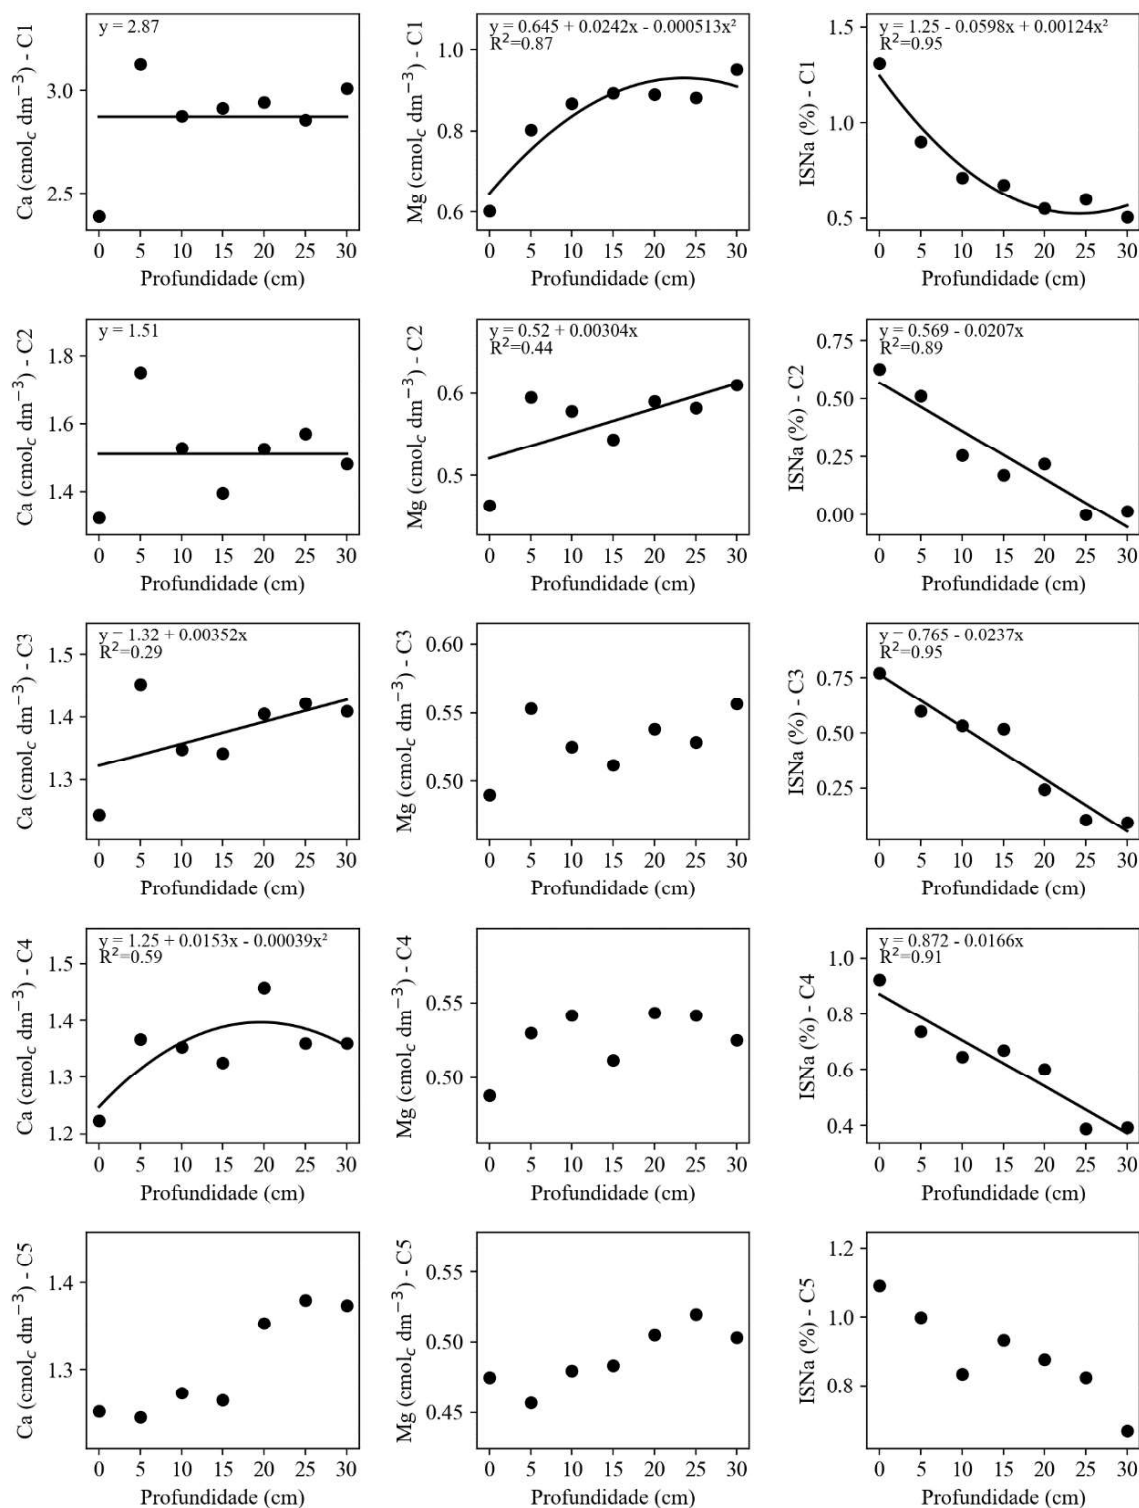 y = 2.87
3.0
2.5
Ca (cmolc dm⁻³) - C1
0 5 10 15 20 25 30
Profundidade (cm)
y = 0.645 + 0.0242x - 0.000513x²
R²=0.87
1.0
0.8
0.6
Mg (cmolc dm⁻³) - C1
0 5 10 15 20 25 30
Profundidade (cm)
y = 1.25 - 0.0598x + 0.00124x²
R²=0.95
1.5
1.0
0.5
ISNa (%) - C1
0 5 10 15 20 25 30
Profundidade (cm)
y = 1.51
1.8
1.6
1.4
Ca (cmolc dm⁻³) - C2
0 5 10 15 20 25 30
Profundidade (cm)
y = 0.52 + 0.00304x
R²=0.44
0.6
0.5
Mg (cmolc dm⁻³) - C2
0 5 10 15 20 25 30
Profundidade (cm)
y = 0.569 - 0.0207x
R²=0.89
0.75
0.50
0.25
0.00
ISNa (%) - C2
0 5 10 15 20 25 30
Profundidade (cm)
y = 1.32 + 0.00352x
R²=0.29
1.5
1.4
1.3
Ca (cmolc dm⁻³) - C3
0 5 10 15 20 25 30
Profundidade (cm)
0.60
0.55
0.50
Mg (cmolc dm⁻³) - C3
0 5 10 15 20 25 30
Profundidade (cm)
y = 0.765 - 0.0237x
R²=0.95
0.75
0.50
0.25
ISNa (%) - C3
0 5 10 15 20 25 30
Profundidade (cm)
y = 1.25 + 0.0153x - 0.00039x²
R²=0.59
1.5
1.4
1.3
1.2
Ca (cmolc dm⁻³) - C4
0 5 10 15 20 25 30
Profundidade (cm)
0.55
0.50
Mg (cmolc dm⁻³) - C4
0 5 10 15 20 25 30
Profundidade (cm)
y = 0.872 - 0.0166x
R²=0.91
1.0
0.8
0.6
0.4
ISNa (%) - C4
0 5 10 15 20 25 30
Profundidade (cm)
1.4
1.3
Ca (cmolc dm⁻³) - C5
0 5 10 15 20 25 30
Profundidade (cm)
0.55
0.50
0.45
Mg (cmolc dm⁻³) - C5
0 5 10 15 20 25 30
Profundidade (cm)
1.2
1.0
0.8
ISNa (%) - C5
0 5 10 15 20 25 30
Profundidade (cm)